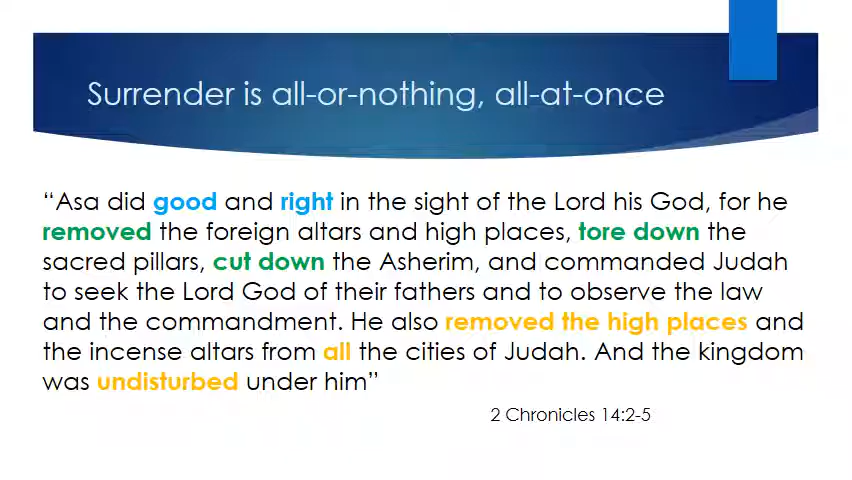 Surrender is all-or-nothing, all-at-once
“Asa did good and right in the sight of the Lord his God, for he
removed the foreign altars and high places, tore down the
sacred pillars, cut down the Asherim, and commanded Judah
to seek the Lord God of their fathers and to observe the law
and the commandment. He also removed the high places and
the incense altars from all the cities of Judah. And the kingdom
was undisturbed under him”
2 Chronicles 14:2-5